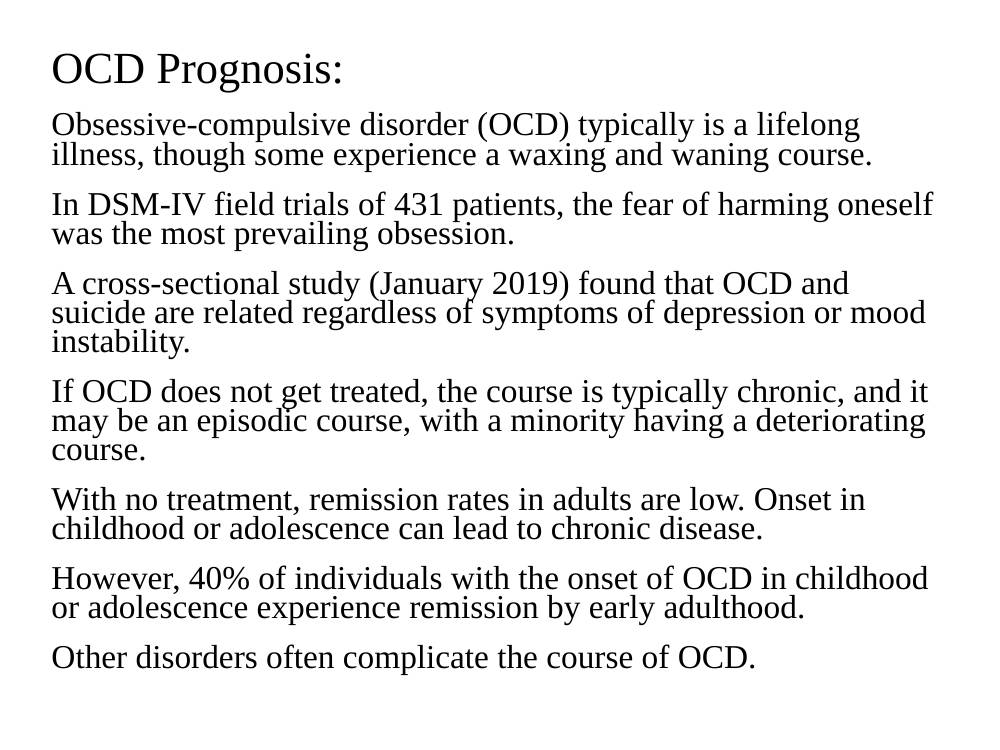 OCD Prognosis:
Obsessive-compulsive disorder (OCD) typically is a lifelong
illness, though some experience a waxing and waning course.
In DSM-IV field trials of 431 patients, the fear of harming oneself
was the most prevailing obsession.
A cross-sectional study (January 2019) found that OCD and
suicide are related regardless of symptoms of depression or mood
instability.
If OCD does not get treated, the course is typically chronic, and it
may be an episodic course, with a minority having a deteriorating
course.
With no treatment, remission rates in adults are low. Onset in
childhood or adolescence can lead to chronic disease.
However, 40% of individuals with the onset of OCD in childhood
or adolescence experience remission by early adulthood.
Other disorders often complicate the course of OCD.